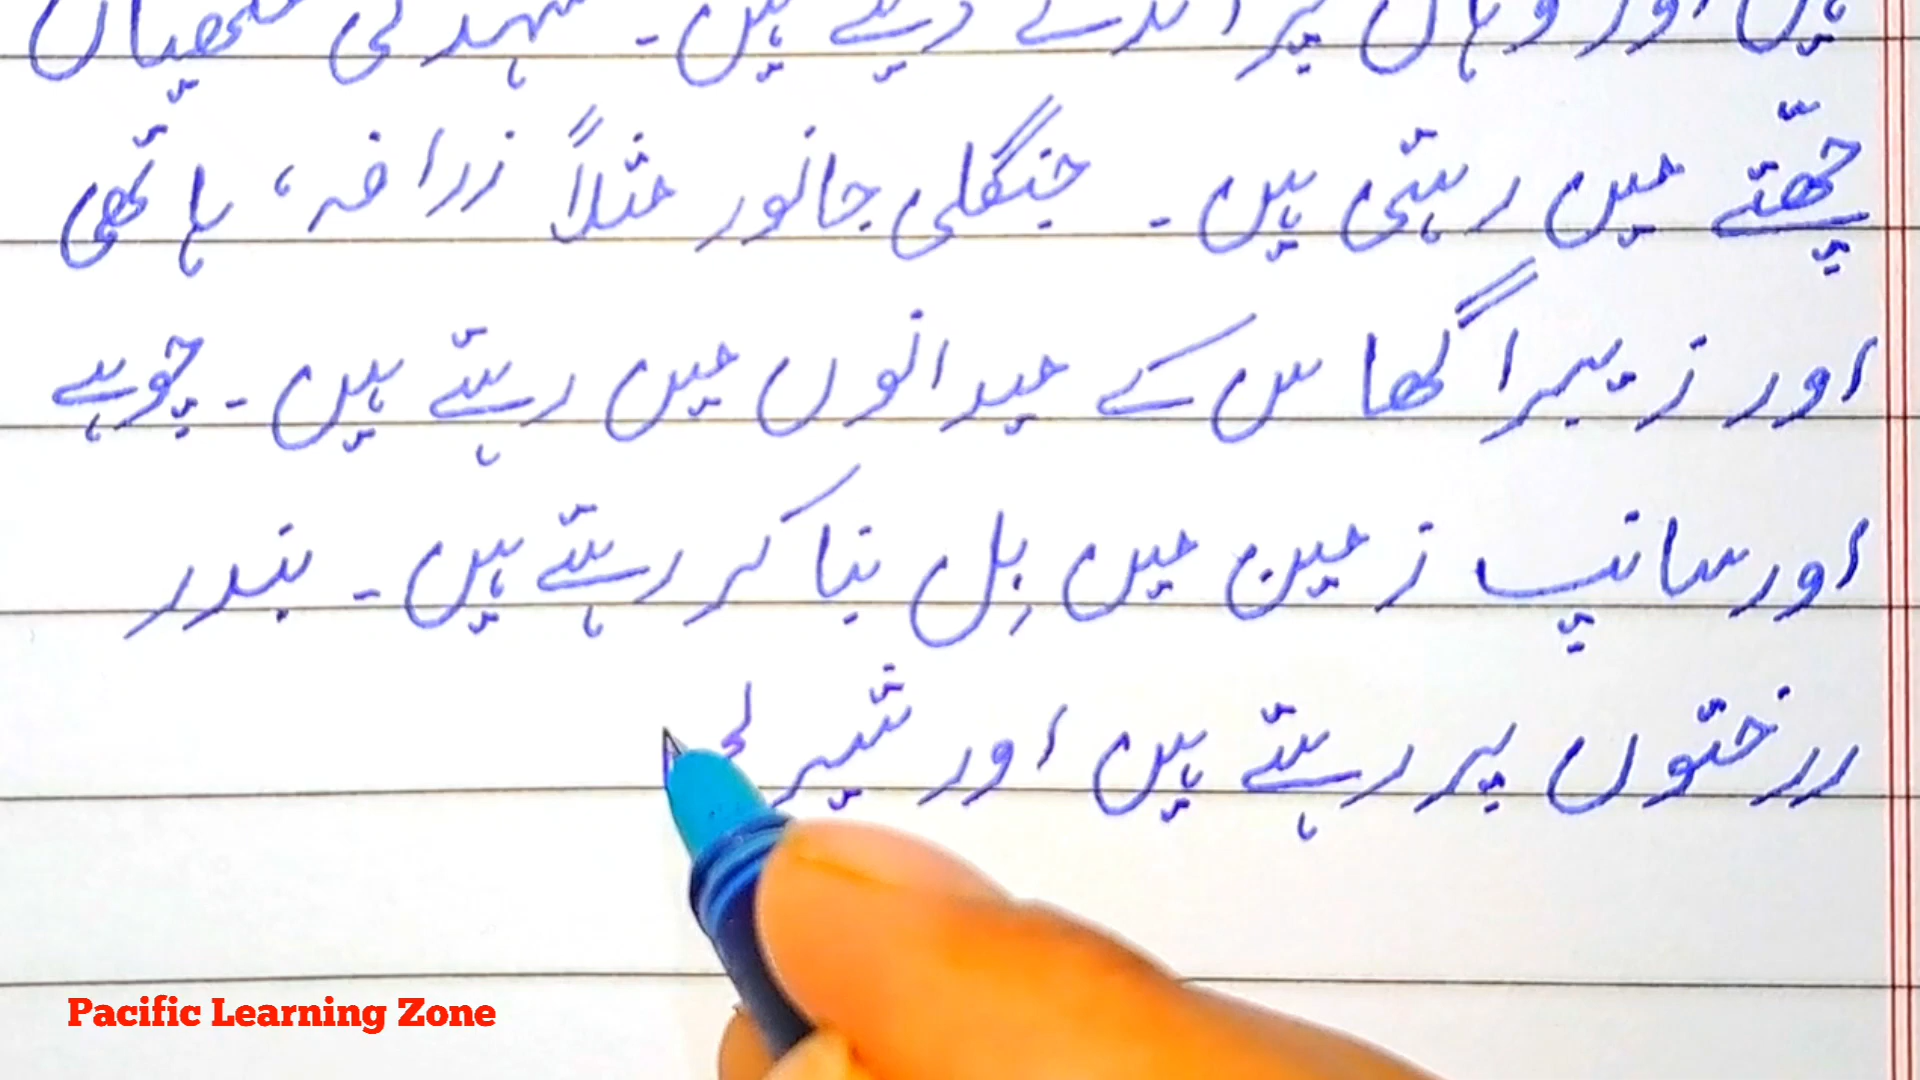 ہیں اور وہاں پر انڈے دیتے ہیں۔ شہد کی مکھیاں
چھتّے میں رہتی ہیں۔ جنگلی جانور مثلاً زرافہ، ہاتھی
اور زیبرا گھاس کے میدانوں میں رہتے ہیں۔ چوہے
اور سانپ زمین میں بِل بنا کر رہتے ہیں۔ بندر
درختوں پر رہتے ہیں اور شیر
Pacific Learning Zone